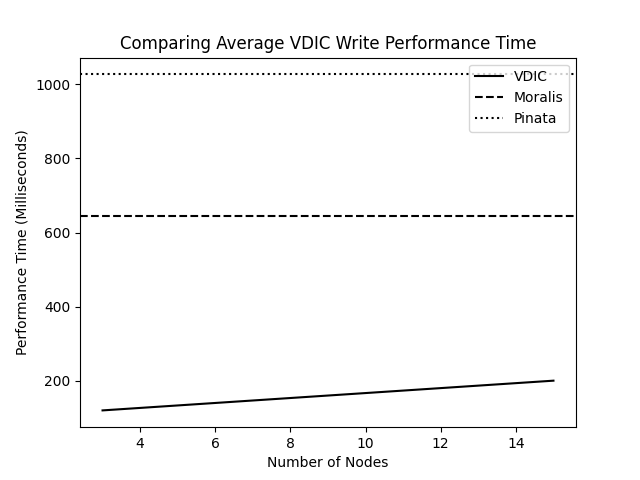 Comparing Average VDIC Write Performance Time
VDIC
Moralis
Pinata
Performance Time (Milliseconds)
1000
800
600
400
200
4 6 8 10 12 14
Number of Nodes